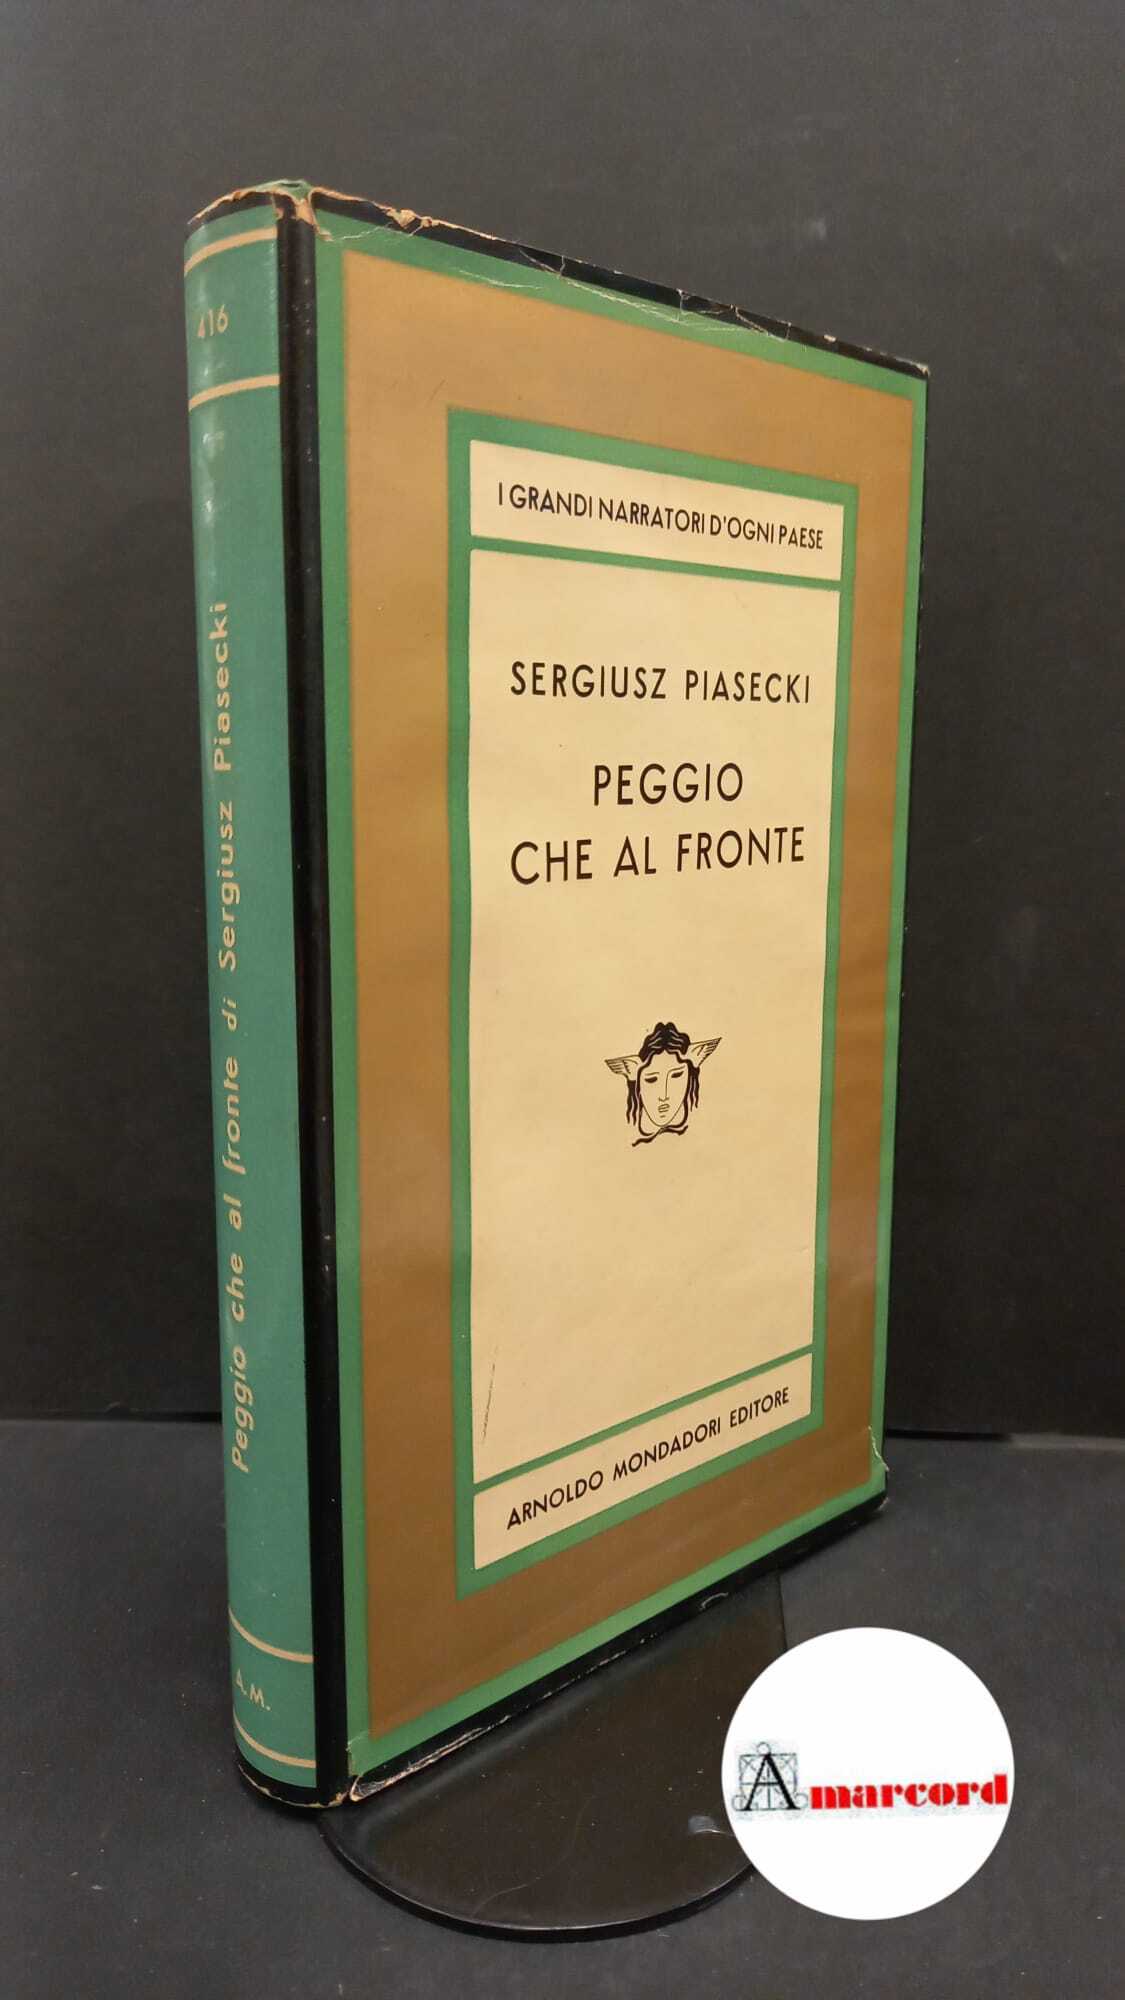 416
Peggio che al fronte di Sergiusz Piasecki
A.M.
I GRANDI NARRATORI D'OGNI PAESE
SERGIUSZ PIASECKI
PEGGIO
CHE AL FRONTE
ARNOLDO MONDADORI EDITORE
Amarcord